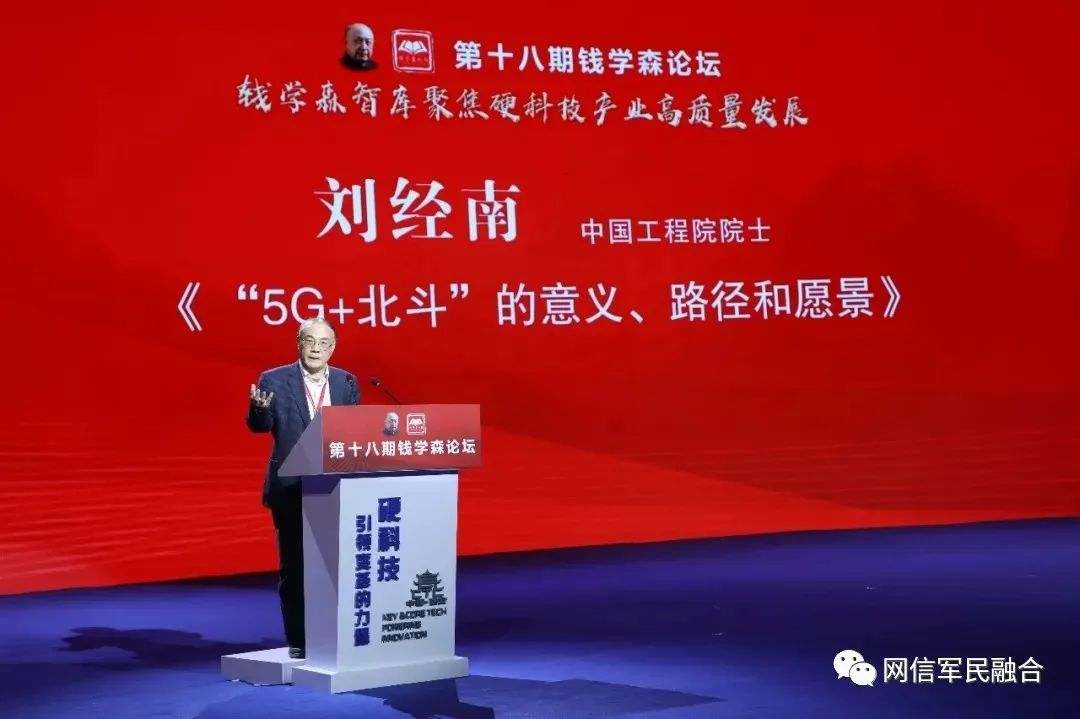 第十八期钱学森论坛
钱学森智库聚焦硬科技产业高质量发展
刘经南 中国工程院院士
《“5G+北斗”的意义、路径和愿景》
第十八期钱学森论坛
硬科技
引领变革的力量
KEY & CORE TECH
POWERING
INNOVATION
网信军民融合